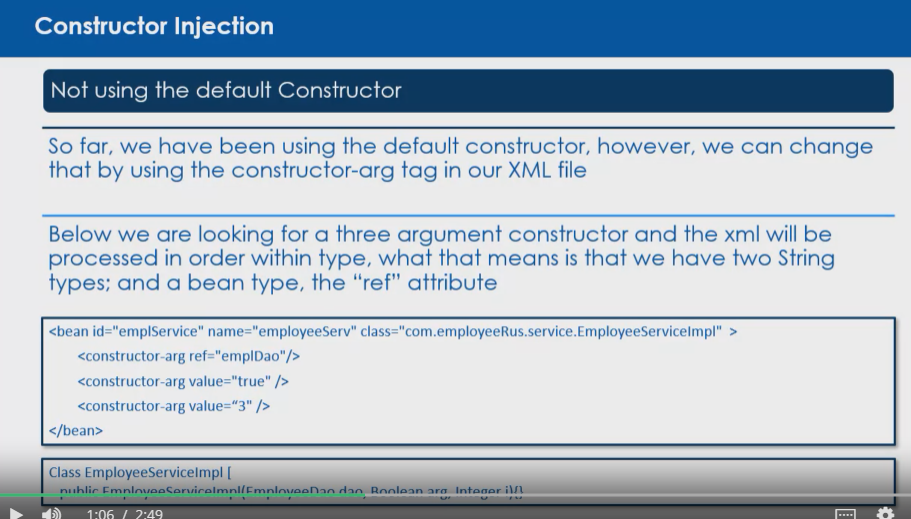 Constructor Injection
Not using the default Constructor
So far, we have been using the default constructor, however, we can change
that by using the constructor-arg tag in our XML file
Below we are looking for a three argument constructor and the xml will be
processed in order within type, what that means is that we have two String
types; and a bean type, the “ref” attribute
<bean id="emplService" name="employeeServ" class="com.employeeRus.service.EmployeeServiceImpl" >
<constructor-arg ref="emplDao"/>
<constructor-arg value="true" />
<constructor-arg value=“3" />
</bean>
Class EmployeeServiceImpl [
public EmployeeServiceImpl(EmployeeDao dao, Boolean arg, Integer i){}
1:06 / 2:49